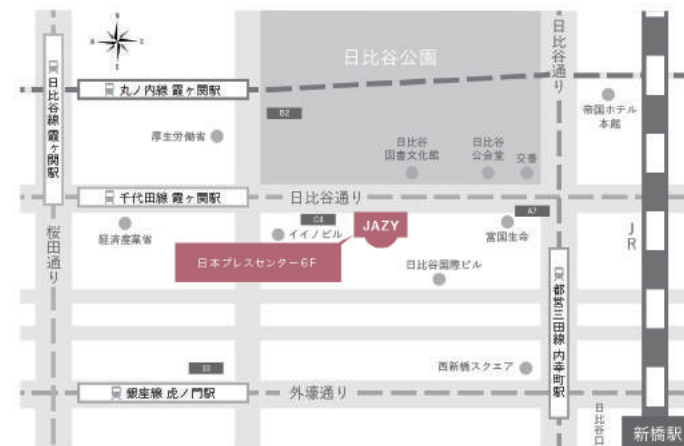 日比谷公園
日比谷通り
丸ノ内線 霞ヶ関駅
帝国ホテル
本館
日比谷線 霞ヶ関駅
B2
厚生労働省
日比谷
図書文化館
日比谷
公会堂
交番
千代田線 霞ヶ関駅
日比谷通り
C4
A7
JAZY
経済産業省
イイノビル
富国生命
JR
桜田通り
日本プレスセンター6F
日比谷国際ビル
都営三田線 内幸町駅
西新橋スクエア
銀座線 虎ノ門駅
外壕通り
日比谷口
新橋駅